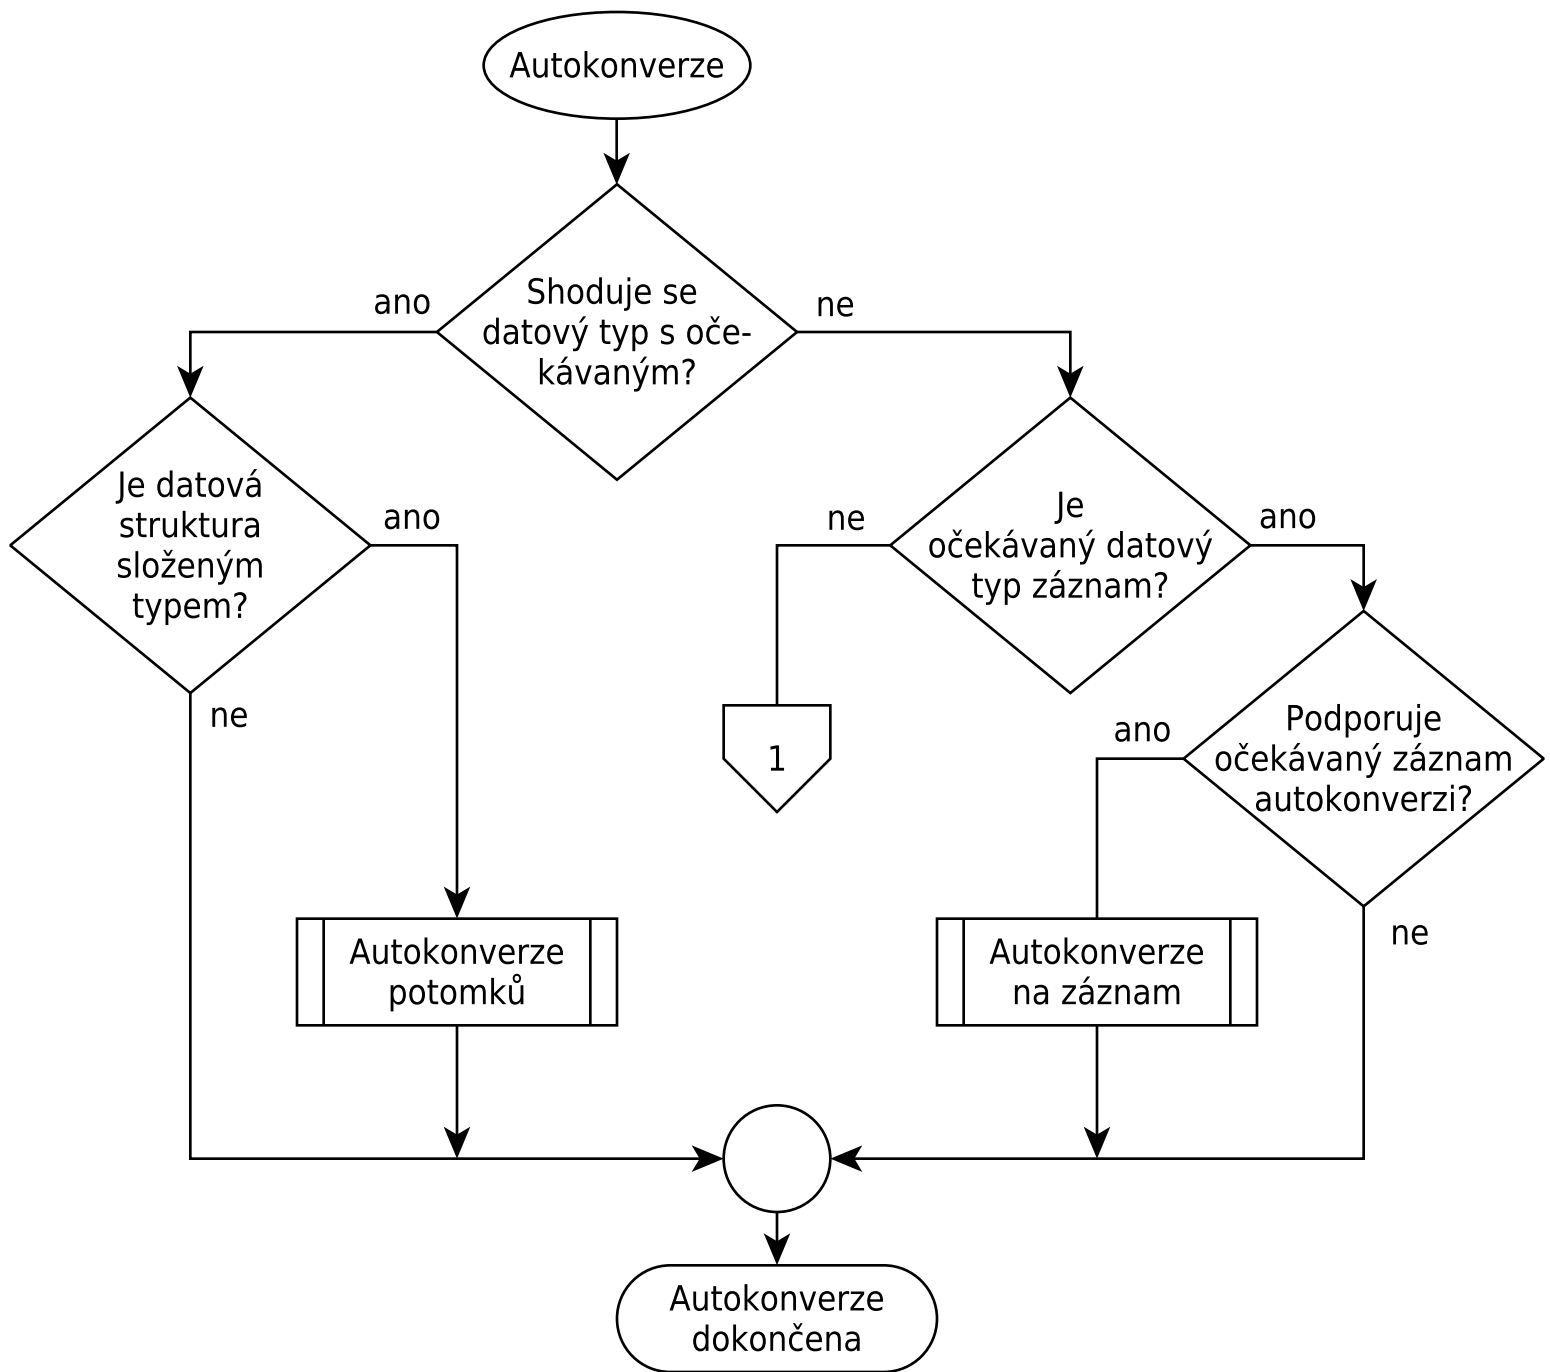 Autokonverze
Shoduje se
datový typ s oče-
kávaným?
ano
ne
Je datová
struktura
složeným
typem?
ano
ne
Je
očekávaný datový
typ záznam?
ne
ano
1
Podporuje
očekávaný záznam
autokonverzi?
ano
ne
Autokonverze
potomků
Autokonverze
na záznam
Autokonverze
dokončena